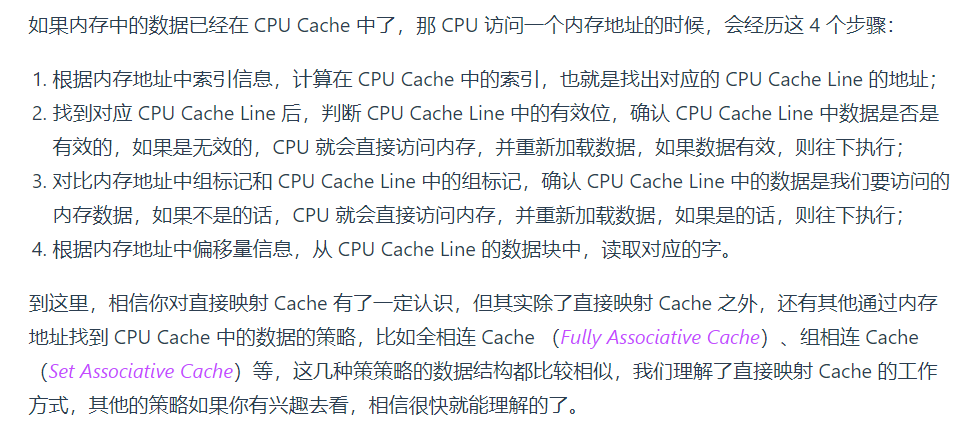 如果内存中的数据已经在 CPU Cache 中了，那 CPU 访问一个内存地址的时候，会经历这 4 个步骤：
1. 根据内存地址中索引信息，计算在 CPU Cache 中的索引，也就是找出对应的 CPU Cache Line 的地址；
2. 找到对应 CPU Cache Line 后，判断 CPU Cache Line 中的有效位，确认 CPU Cache Line 中数据是否是
有效的，如果是无效的，CPU 就会直接访问内存，并重新加载数据，如果数据有效，则往下执行；
3. 对比内存地址中组标记和 CPU Cache Line 中的组标记，确认 CPU Cache Line 中的数据是我们要访问的
内存数据，如果不是的话，CPU 就会直接访问内存，并重新加载数据，如果是的话，则往下执行；
4. 根据内存地址中偏移量信息，从 CPU Cache Line 的数据块中，读取对应的字。
到这里，相信你对直接映射 Cache 有了一定认识，但其实除了直接映射 Cache 之外，还有其他通过内存
地址找到 CPU Cache 中的数据的策略，比如全相连 Cache （Fully Associative Cache）、组相连 Cache
（Set Associative Cache）等，这几种策策略的数据结构都比较相似，我们理解了直接映射 Cache 的工作
方式，其他的策略如果你有兴趣去看，相信很快就能理解的了。